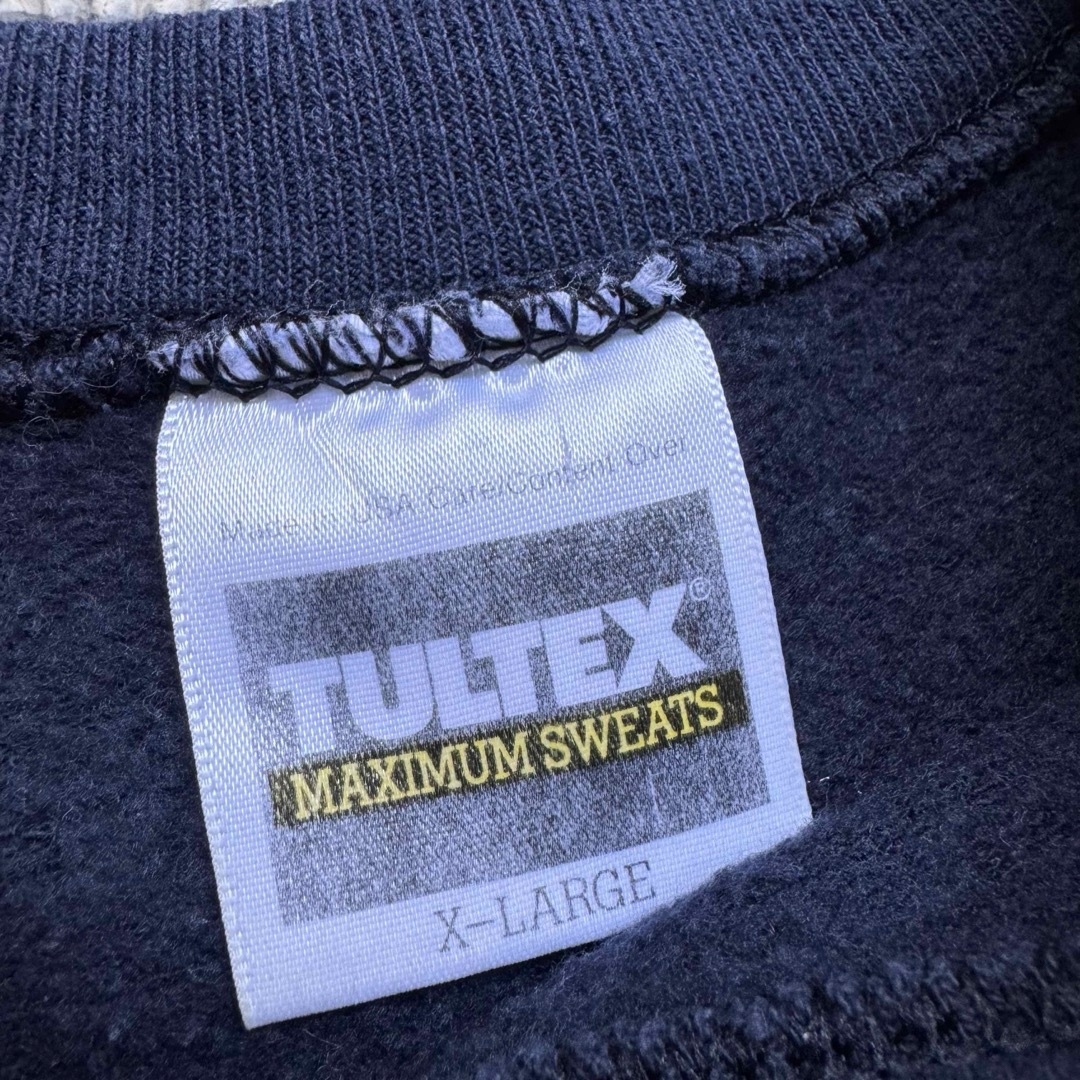 Made in USA Care/Content Over
TULTEX®
MAXIMUM SWEATS
X-LARGE